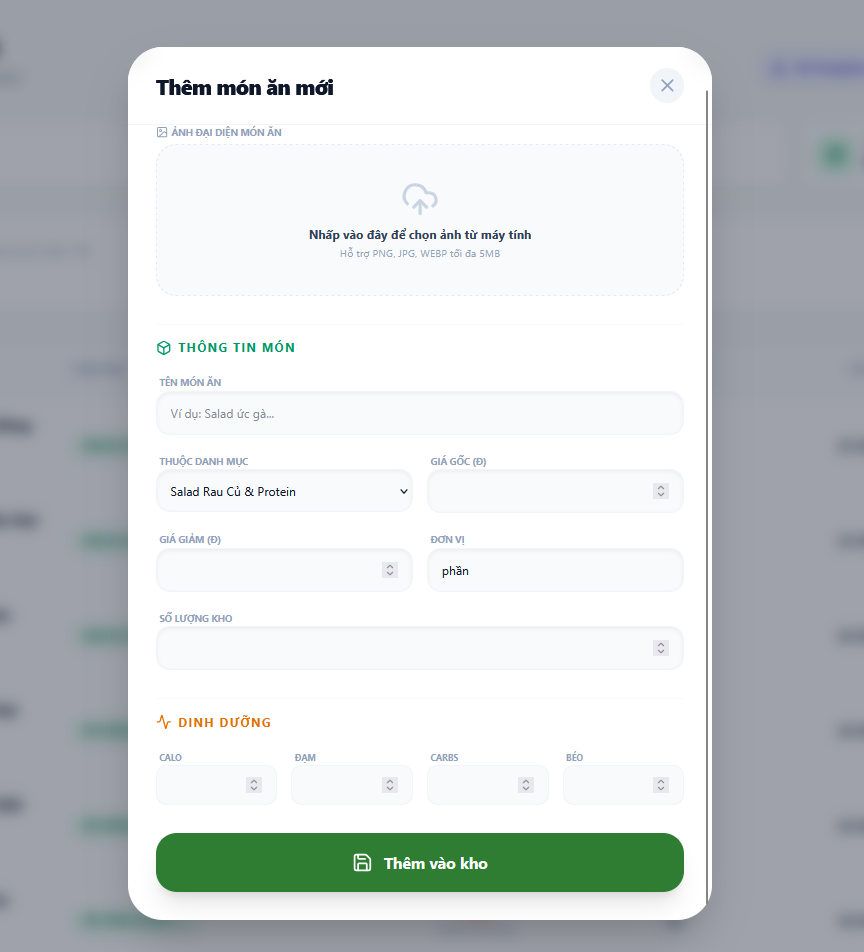 Thêm món ăn mới
ẢNH ĐẠI DIỆN MÓN ĂN
Nhấp vào đây để chọn ảnh từ máy tính
Hỗ trợ PNG, JPG, WEBP tối đa 5MB
THÔNG TIN MÓN
TÊN MÓN ĂN
Ví dụ: Salad ức gà...
THUỘC DANH MỤC
GIÁ GỐC (Đ)
Salad Rau Củ & Protein
GIÁ GIẢM (Đ)
ĐƠN VỊ
phần
SỐ LƯỢNG KHO
DINH DƯỠNG
CALO
ĐẠM
CARBS
BÉO
Thêm vào kho